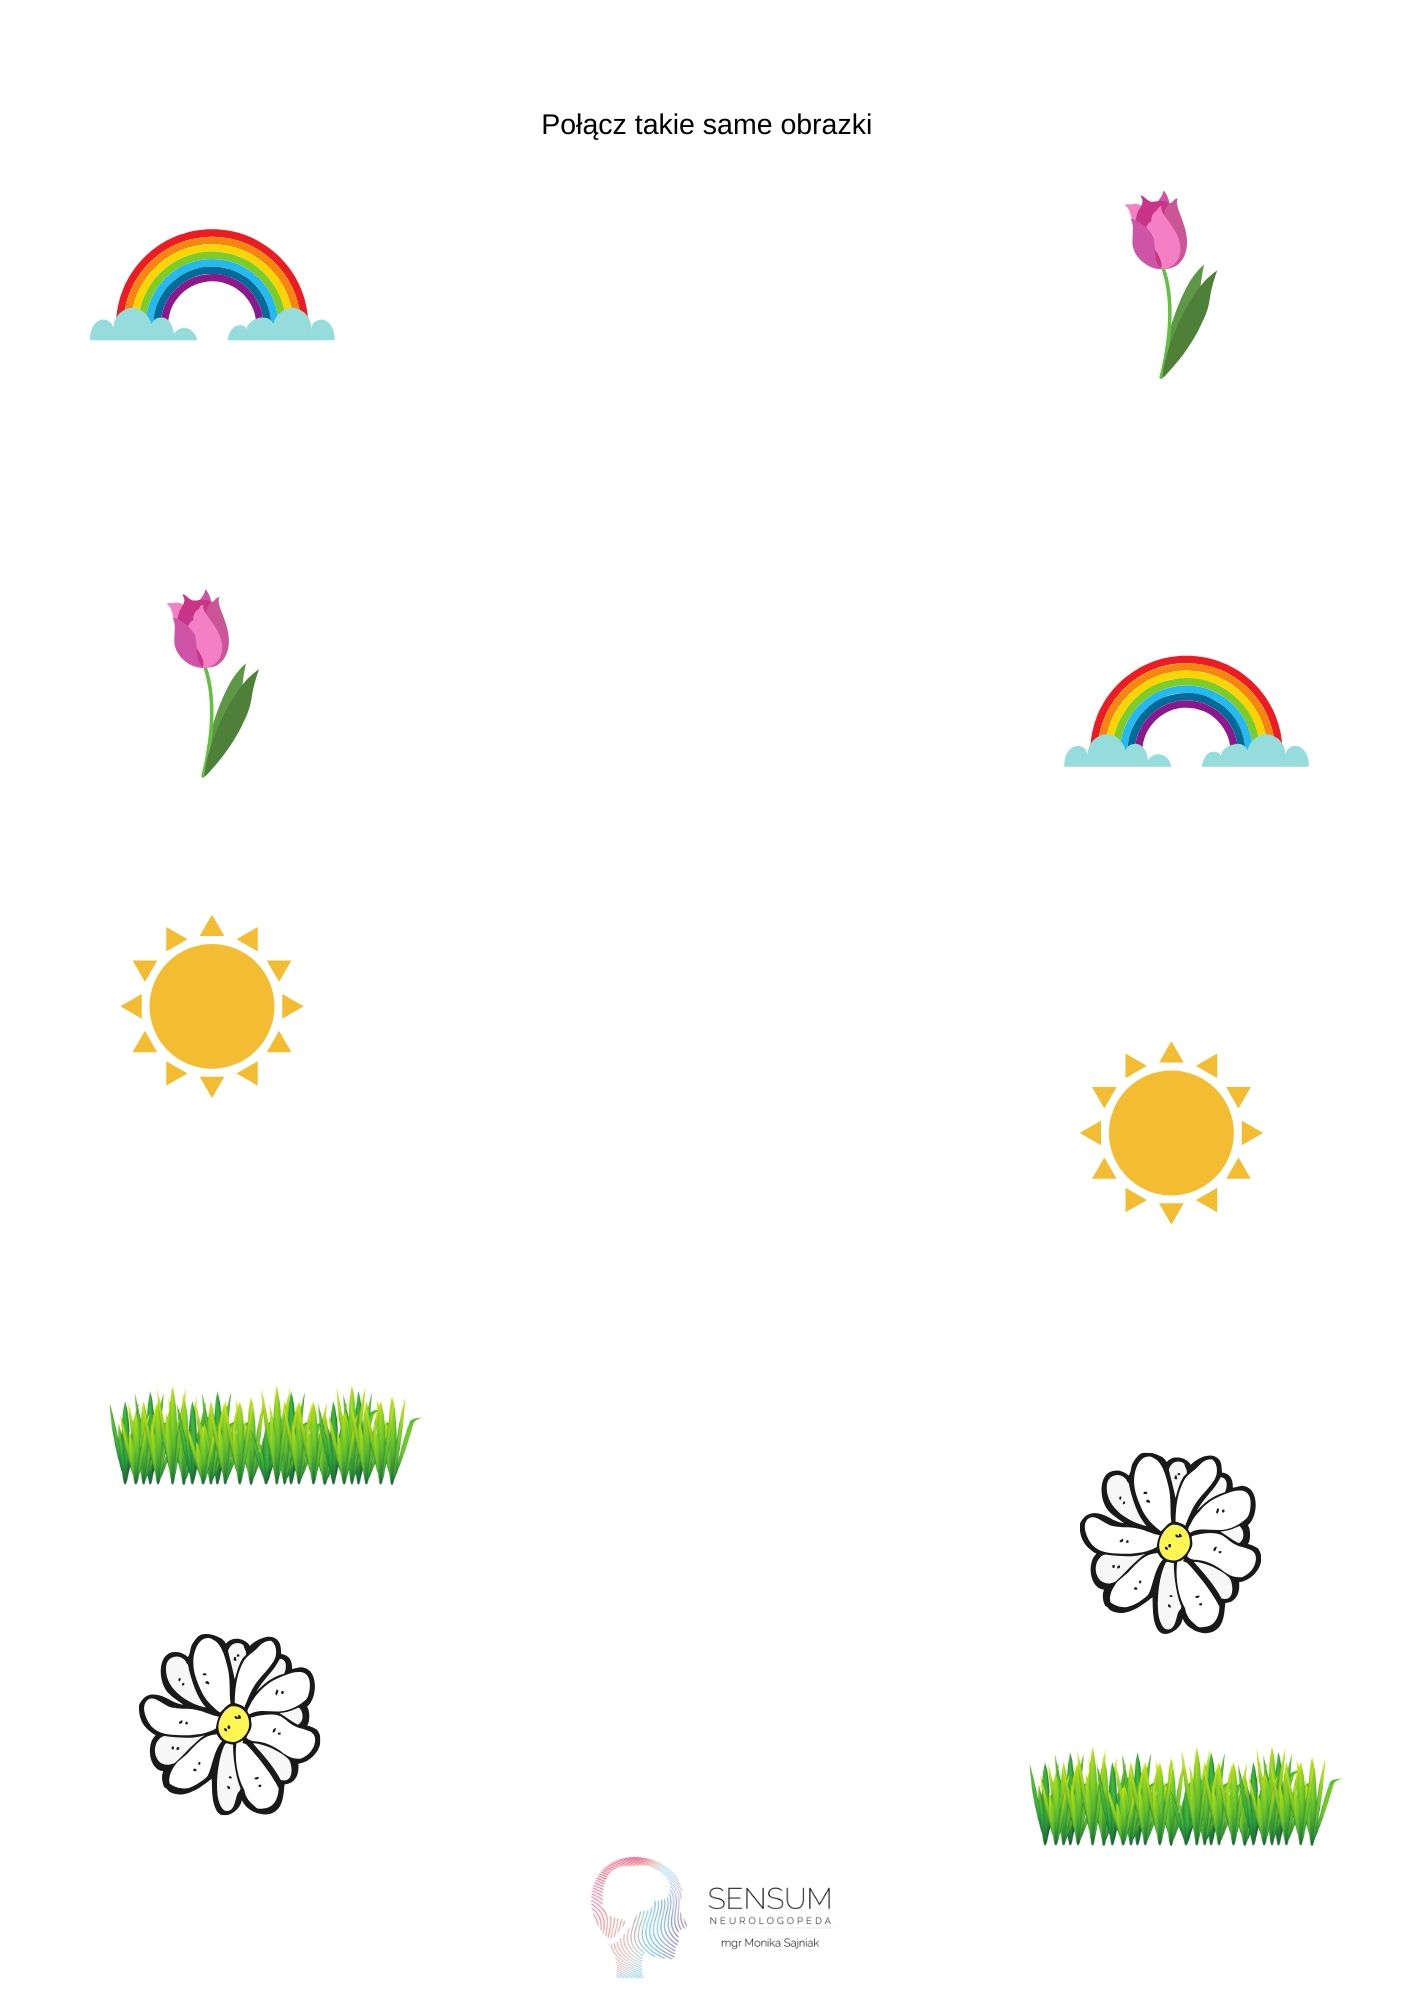 Połącz takie same obrazki
SENSUM
NEUROLOGOPEDA
mgr Monika Sajniak